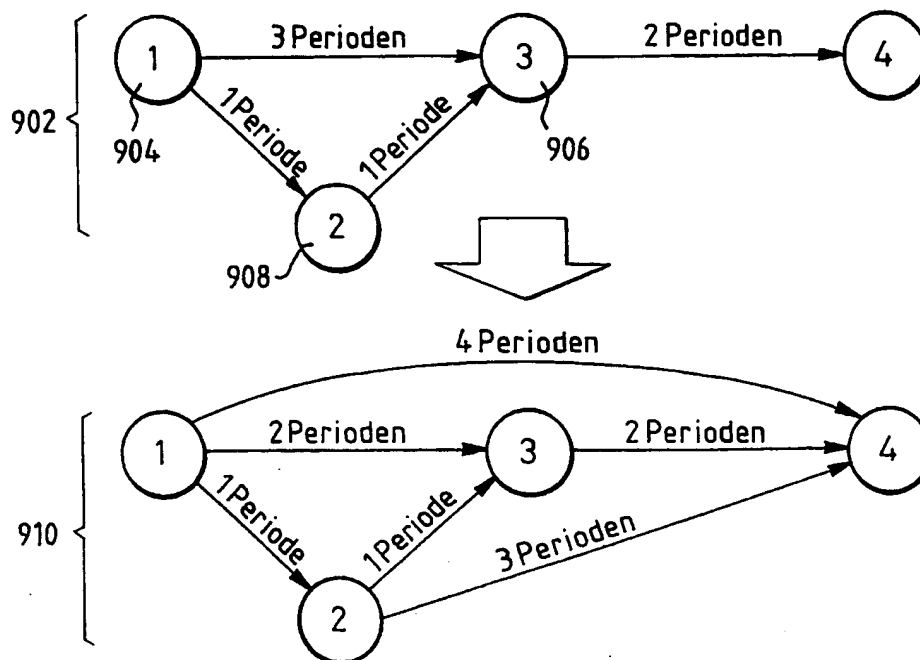 1
3 Perioden
3
2 Perioden
4
902
904
1 Periode
1 Periode
906
2
908
4 Perioden
1
2 Perioden
3
2 Perioden
4
910
1 Periode
1 Periode
3 Perioden
2